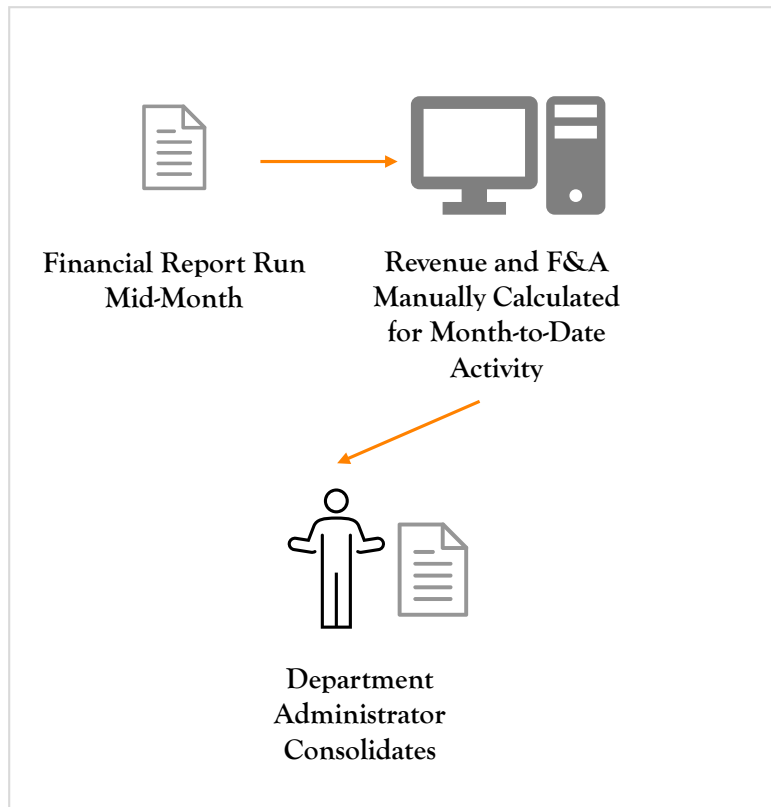 Financial Report Run
Mid-Month
Revenue and F&A
Manually Calculated
for Month-to-Date
Activity
Department
Administrator
Consolidates